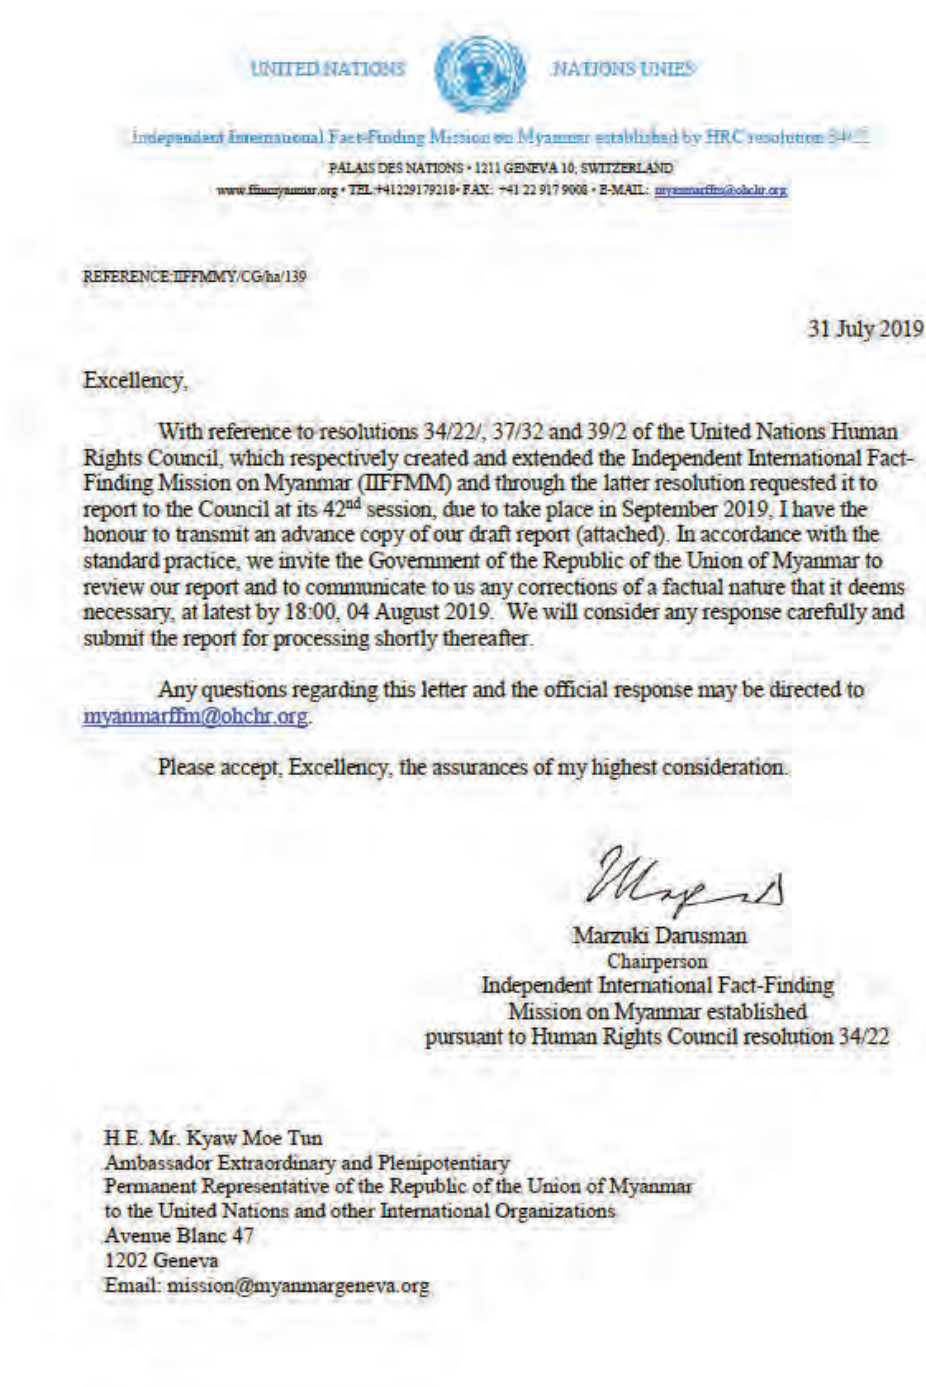 UNITED NATIONS NATIONS UNIES
Independent International Fact-Finding Mission on Myanmar established by HRC resolution 34/22
PALAIS DES NATIONS • 1211 GENEVA 10, SWITZERLAND
www.ffmmyanmar.org • TEL:+41229179218• FAX: +41 22 917 9008 • E-MAIL: myanmarffm@ohchr.org
REFERENCE:IIFFMMY/CG/ha/139
31 July 2019
Excellency,
With reference to resolutions 34/22/, 37/32 and 39/2 of the United Nations Human
Rights Council, which respectively created and extended the Independent International Fact-
Finding Mission on Myanmar (IIFFMM) and through the latter resolution requested it to
report to the Council at its 42nd session, due to take place in September 2019, I have the
honour to transmit an advance copy of our draft report (attached). In accordance with the
standard practice, we invite the Government of the Republic of the Union of Myanmar to
review our report and to communicate to us any corrections of a factual nature that it deems
necessary, at latest by 18:00, 04 August 2019. We will consider any response carefully and
submit the report for processing shortly thereafter.
Any questions regarding this letter and the official response may be directed to
myanmarffm@ohchr.org.
Please accept, Excellency, the assurances of my highest consideration.
Marzuki Darusman
Chairperson
Independent International Fact-Finding
Mission on Myanmar established
pursuant to Human Rights Council resolution 34/22
H.E. Mr. Kyaw Moe Tun
Ambassador Extraordinary and Plenipotentiary
Permanent Representative of the Republic of the Union of Myanmar
to the United Nations and other International Organizations
Avenue Blanc 47
1202 Geneva
Email: mission@myanmargeneva.org